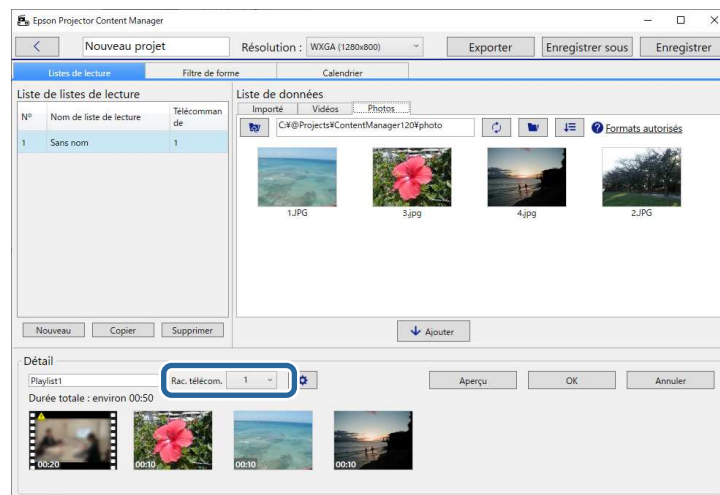 Epson Projector Content Manager
Nouveau projet Résolution : WXGA (1280x800) Exporter Enregistrer sous Enregistrer
Listes de lecture Filtre de forme Calendrier
Liste de listes de lecture
Nº Nom de liste de lecture Télécomman
de
1 Sans nom 1
Nouveau Copier Supprimer
Liste de données
Importé Vidéos Photos
C:¥@Projects¥ContentManager120¥photo Formats autorisés
1.JPG 3.jpg 4.jpg 2.JPG
Ajouter
Détail
Playlist1 Rac. télécom. 1 Aperçu OK Annuler
Durée totale : environ 00:50
00:20 00:10 00:10 00:10